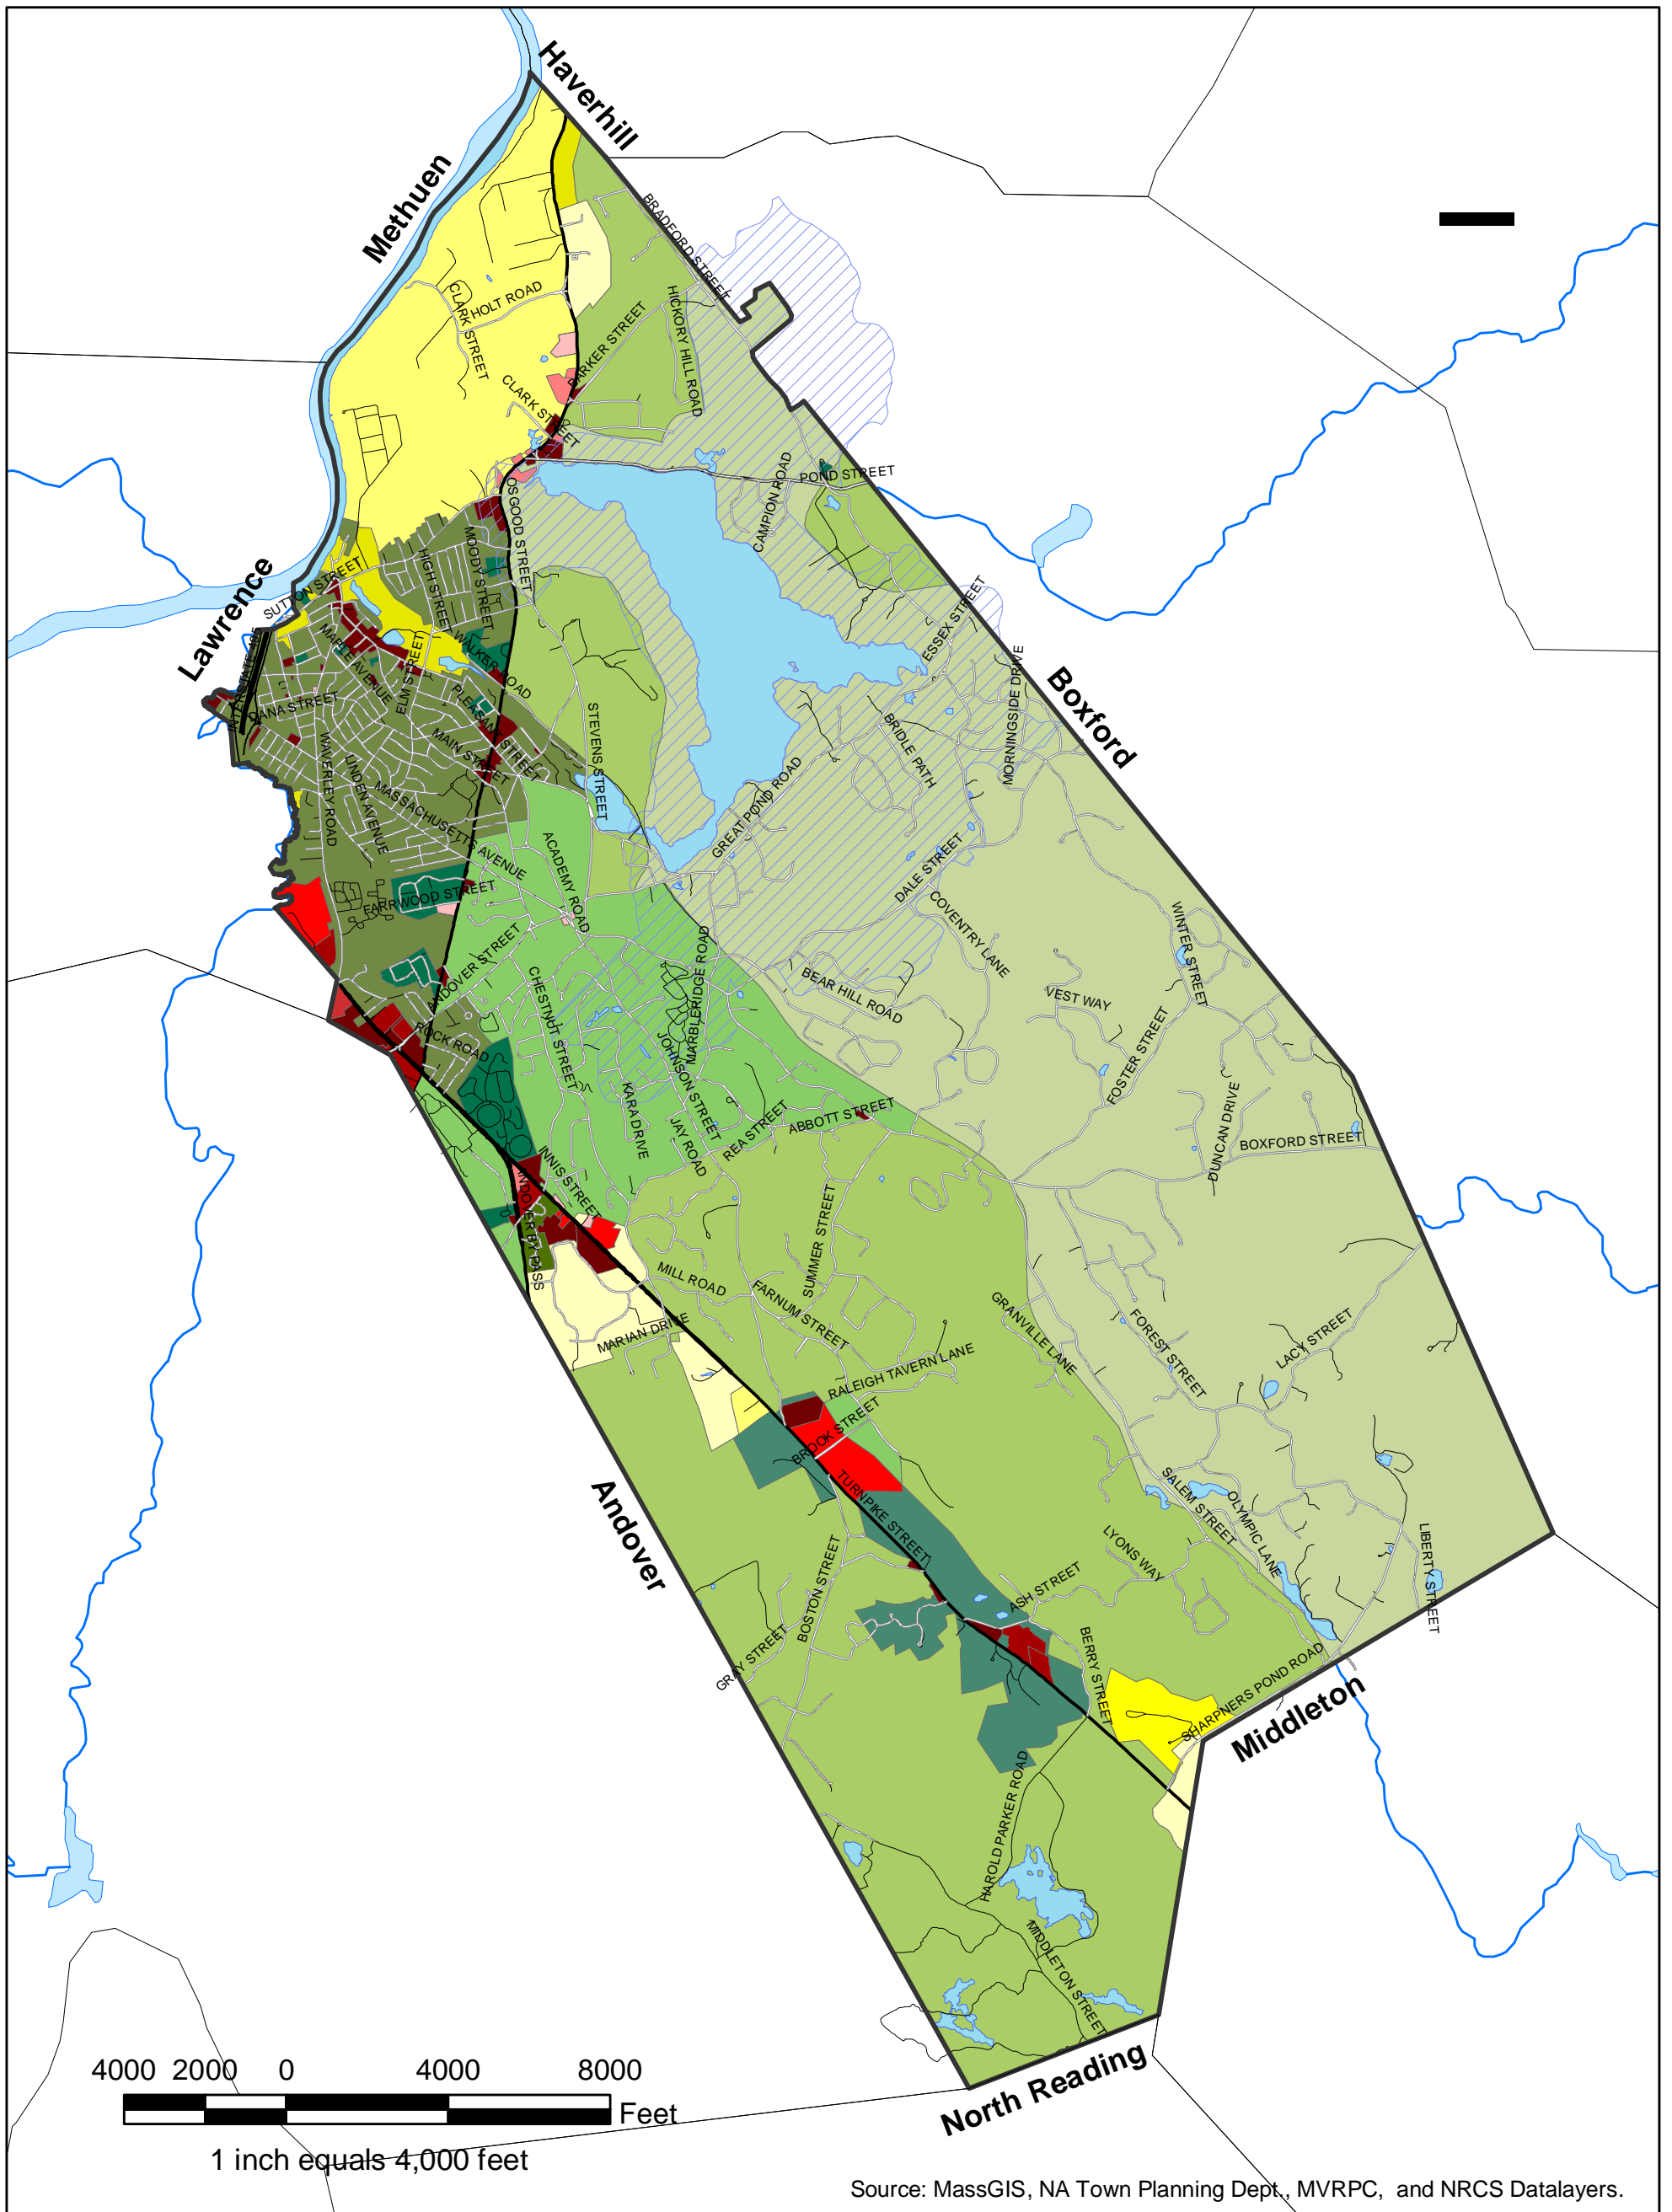 Haverhill
Methuen
BRADFORD STREET
HOLT ROAD
CLARK STREET
HICKORY HILL ROAD
BARKER STREET
CLARK STREET
POND STREET
CAMPION ROAD
OSGOOD STREET
MOODY STREET
HIGH STREET
Lawrence
SUTTON STREET
INTERSTATE 495
MAPLE AVENUE
ELM STREET
WALKER ROAD
ESSEX STREET
MORNINGSIDE DRIVE
Boxford
DANA STREET
PLEASANT STREET
MAIN STREET
STEVENS STREET
BRIDLE PATH
WAVERLEY ROAD
LINDEN AVENUE
MASSACHUSETTS AVENUE
GREAT POND ROAD
ACADEMY ROAD
DALE STREET
FARRWOOD STREET
COVENTRY LANE
WINTER STREET
ANDOVER STREET
MARBLERIDGE ROAD
BEAR HILL ROAD
VEST WAY
CHESTNUT STREET
ROCK ROAD
JOHNSON STREET
FOSTER STREET
KARA DRIVE
JAY ROAD
REA STREET
ABBOTT STREET
DUNCAN DRIVE
BOXFORD STREET
INNIS STREET
ANDOVER BY PASS
SUMMER STREET
MILL ROAD
FARNUM STREET
MARIAN DRIVE
GRANVILLE LANE
FOREST STREET
LACY STREET
RALEIGH TAVERN LANE
BROOK STREET
TURNPIKE STREET
Andover
SALEM STREET
OLYMPIC LANE
LIBERTY STREET
LYONS WAY
ASH STREET
BOSTON STREET
GRAY STREET
BERRY STREET
SHARPNERS POND ROAD
Middleton
HAROLD PARKER ROAD
MIDDLETON STREET
North Reading
4000 2000 0 4000 8000
Feet
1 inch equals 4,000 feet
Source: MassGIS, NA Town Planning Dept., MVRPC, and NRCS Datalayers.